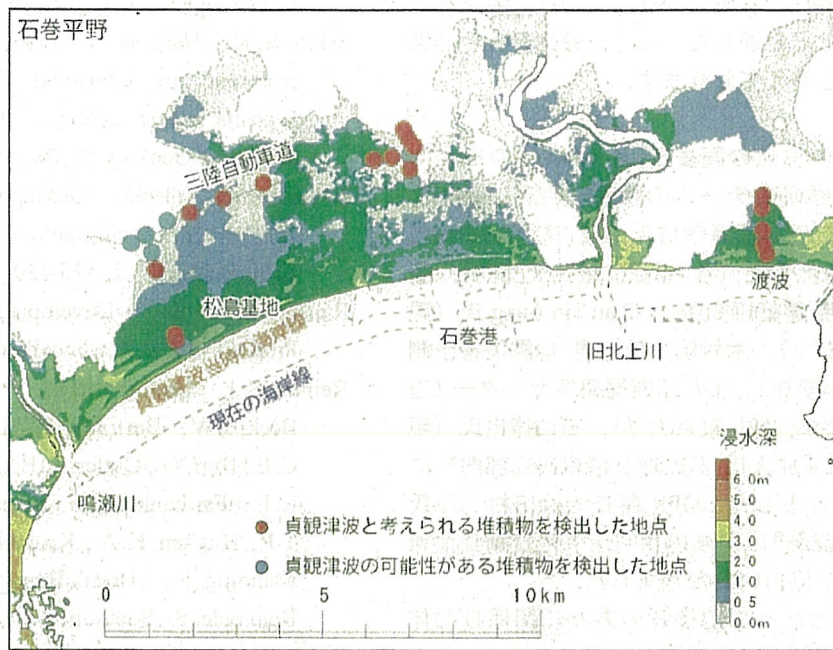 石巻平野
三陸自動車道
渡波
松島基地
石巻港
旧北上川
貞観津波当時の海岸線
現在の海岸線
鳴瀬川
浸水深
6.0m
5.0
4.0
3.0
2.0
1.0
0.5
0.0m
貞観津波と考えられる堆積物を検出した地点
貞観津波の可能性がある堆積物を検出した地点
0 5 10km